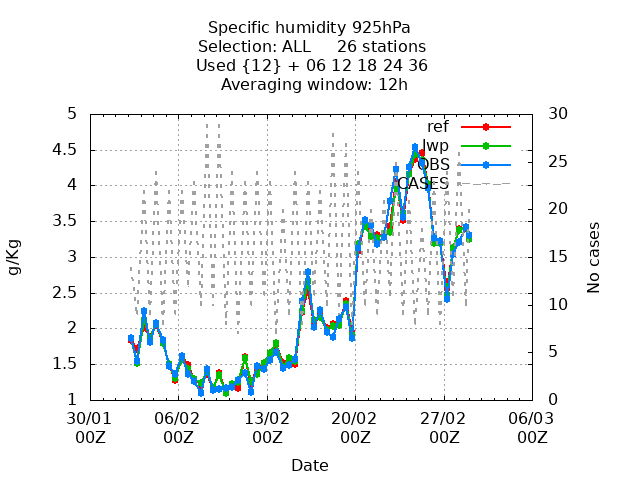 Specific humidity 925hPa
Selection: ALL 26 stations
Used {12} + 06 12 18 24 36
Averaging window: 12h
5
4.5
4
3.5
3
2.5
2
1.5
1
g/Kg
30
25
20
15
10
5
0
No cases
ref
lwp
OBS
CASES
30/01 06/02 13/02 20/02 27/02 06/03
00Z 00Z 00Z 00Z 00Z 00Z
Date